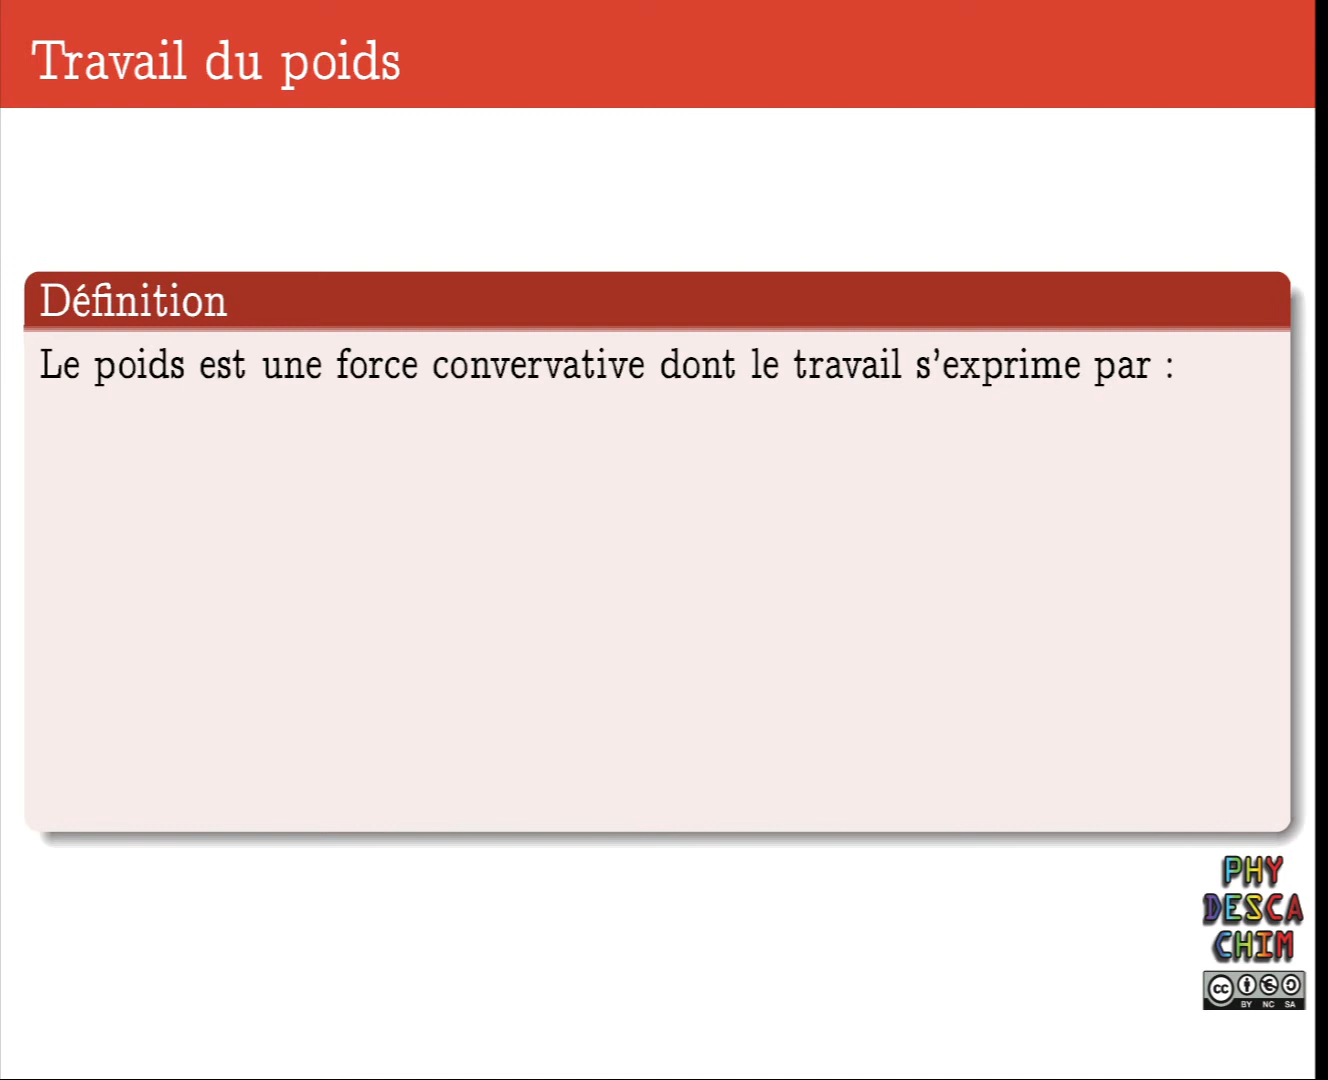 Travail du poids
Définition
Le poids est une force convervative dont le travail s'exprime par :
PHY
DESCA
CHIM
cc
BY NC SA